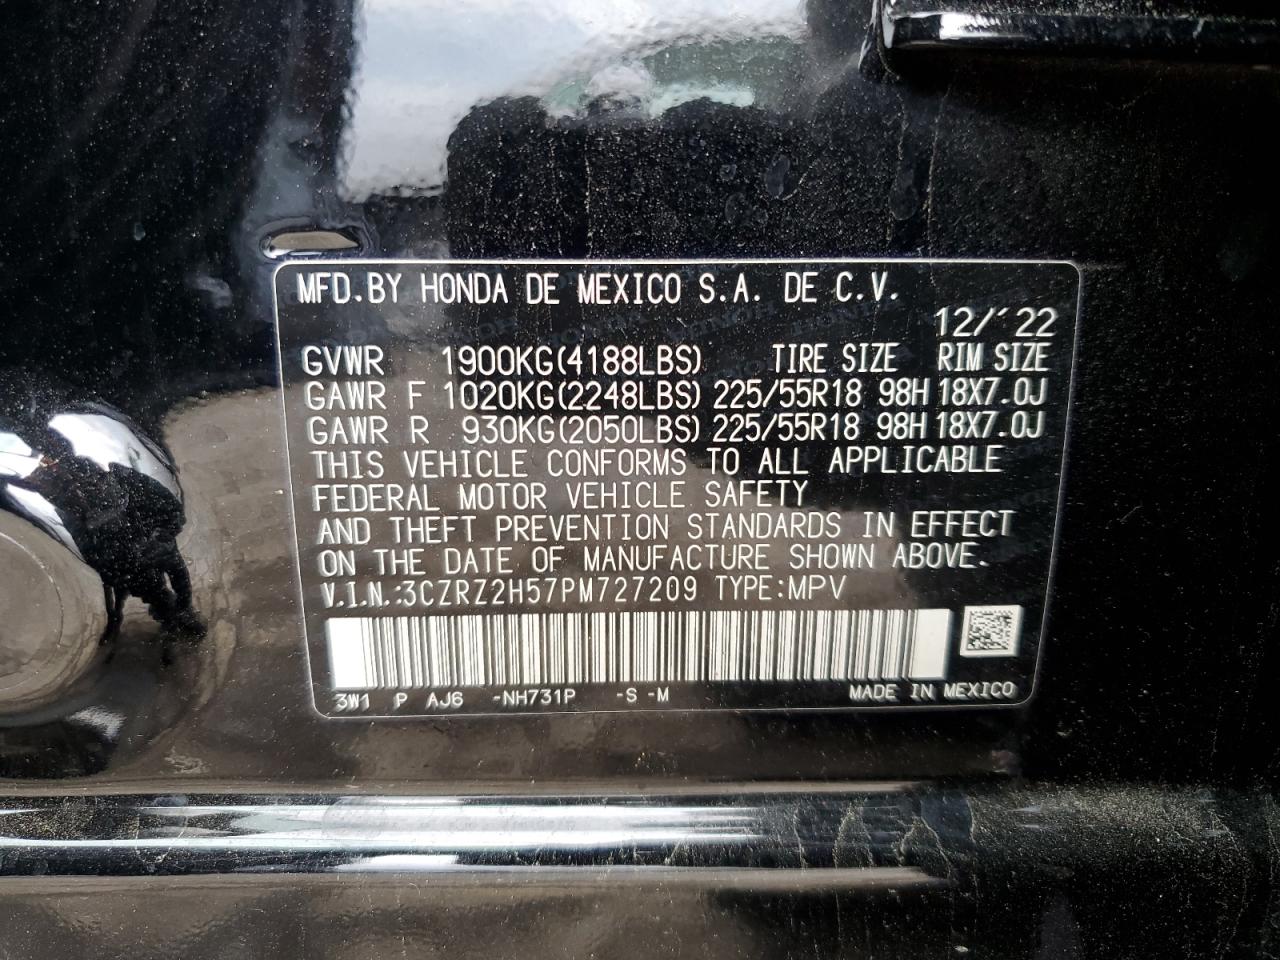 MFD.BY HONDA DE MEXICO S.A. DE C.V.
12/'22
GVWR 1900KG(4188LBS) TIRE SIZE RIM SIZE
GAWR F 1020KG(2248LBS) 225/55R18 98H 18X7.0J
GAWR R 930KG(2050LBS) 225/55R18 98H 18X7.0J
THIS VEHICLE CONFORMS TO ALL APPLICABLE
FEDERAL MOTOR VEHICLE SAFETY
AND THEFT PREVENTION STANDARDS IN EFFECT
ON THE DATE OF MANUFACTURE SHOWN ABOVE.
V.I.N.:3CZRZ2H57PM727209 TYPE:MPV
3W1 P AJ6 -NH731P -S -M MADE IN MEXICO